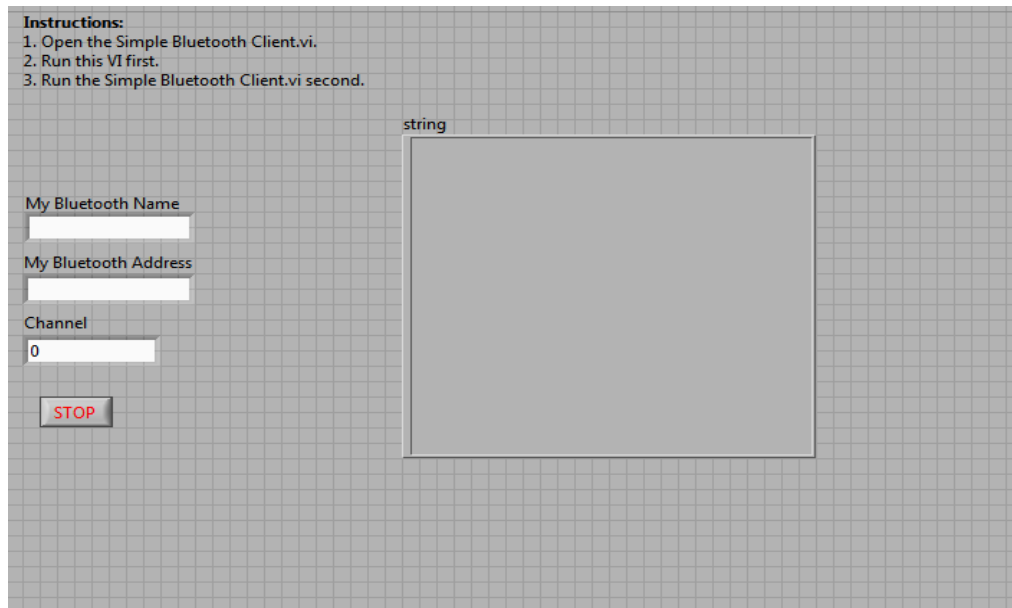 Instructions:
1. Open the Simple Bluetooth Client.vi.
2. Run this VI first.
3. Run the Simple Bluetooth Client.vi second.
string
My Bluetooth Name
My Bluetooth Address
Channel
0
STOP